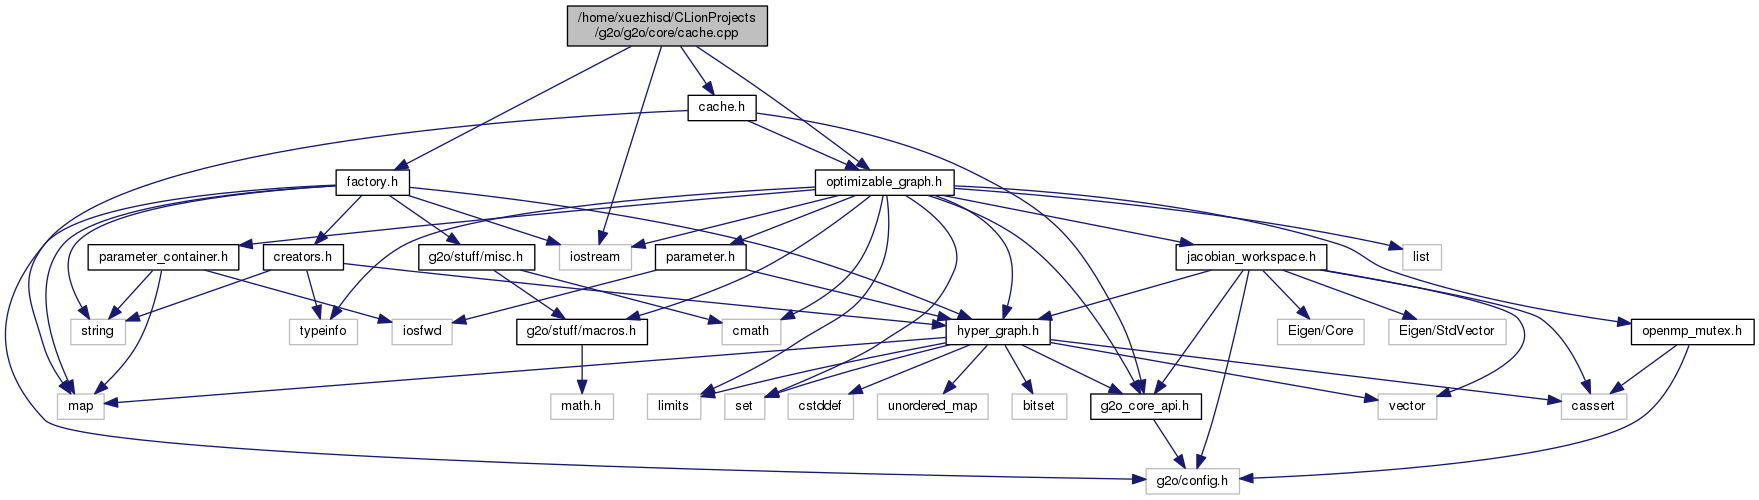 /home/xuezhisd/CLionProjects
/g2o/g2o/core/cache.cpp
cache.h
factory.h
optimizable_graph.h
parameter_container.h
creators.h
g2o/stuff/misc.h
iostream
parameter.h
jacobian_workspace.h
list
string
typeinfo
iosfwd
g2o/stuff/macros.h
cmath
hyper_graph.h
Eigen/Core
Eigen/StdVector
openmp_mutex.h
map
math.h
limits
set
cstddef
unordered_map
bitset
g2o_core_api.h
vector
cassert
g2o/config.h